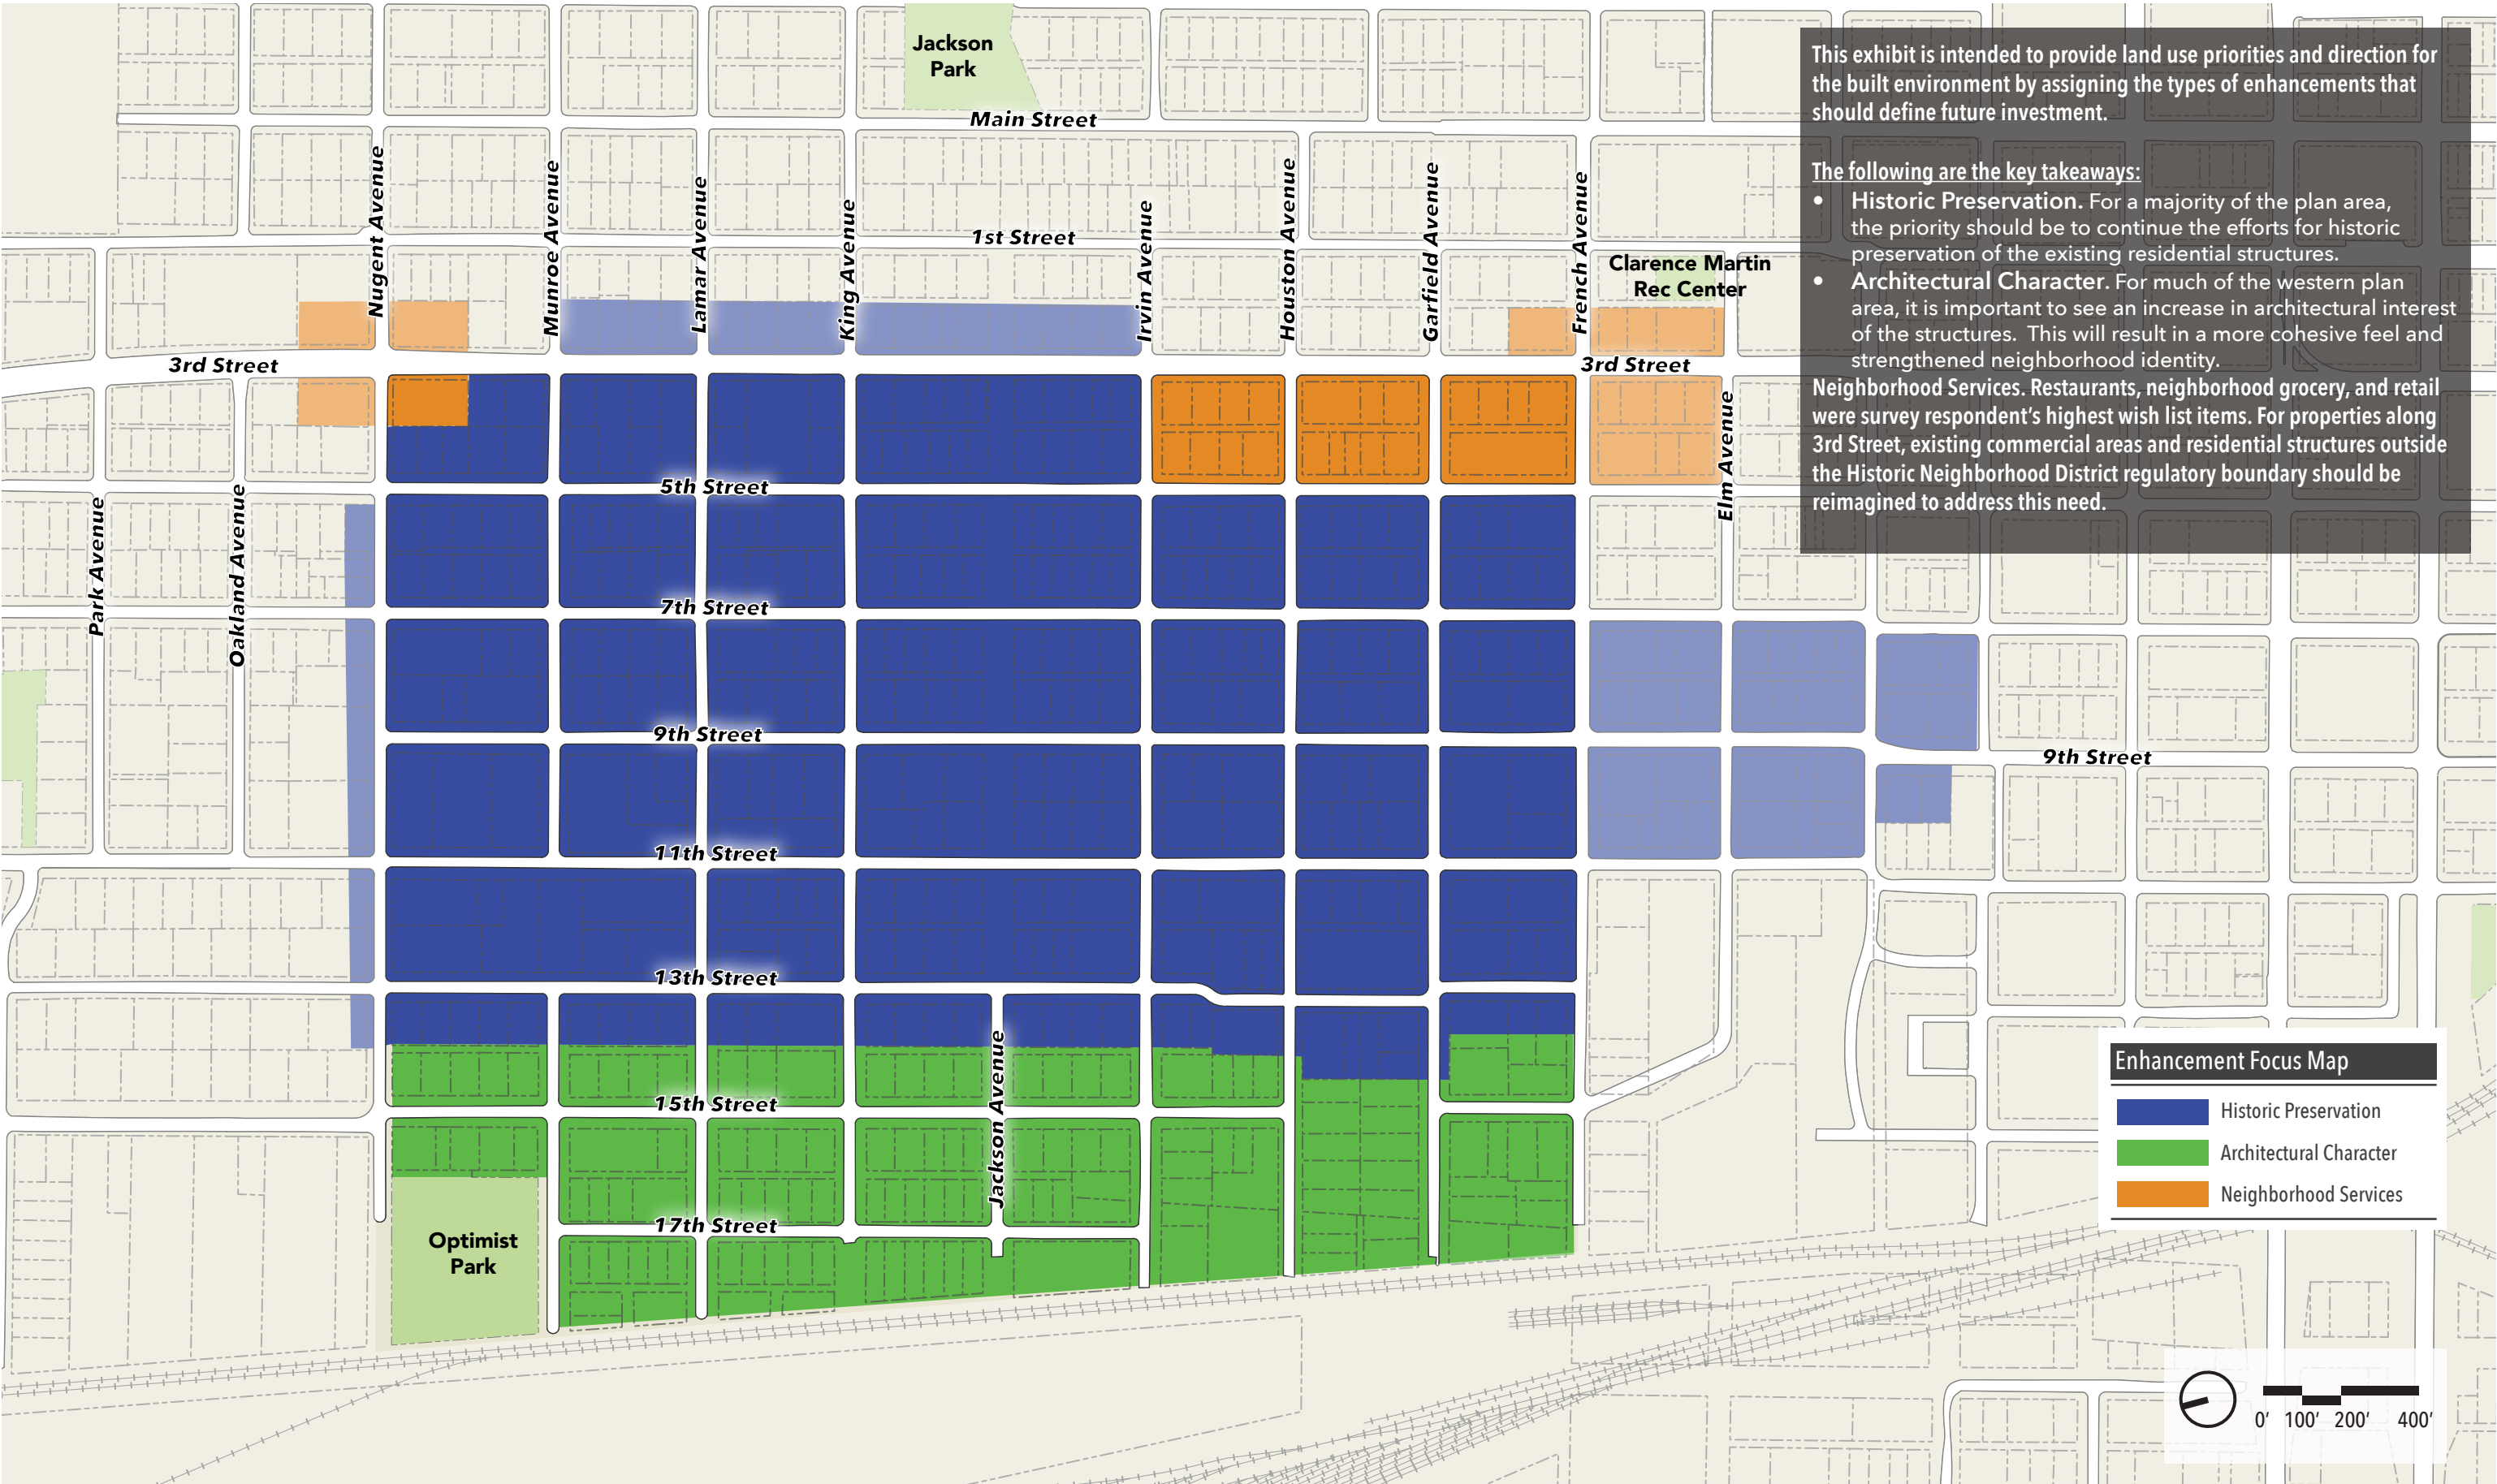 Jackson
Park
Main Street
This exhibit is intended to provide land use priorities and direction for
the built environment by assigning the types of enhancements that
should define future investment.
The following are the key takeaways:
• Historic Preservation. For a majority of the plan area,
the priority should be to continue the efforts for historic
preservation of the existing residential structures.
• Architectural Character. For much of the western plan
area, it is important to see an increase in architectural interest
of the structures. This will result in a more cohesive feel and
strengthened neighborhood identity.
Neighborhood Services. Restaurants, neighborhood grocery, and retail
were survey respondent's highest wish list items. For properties along
3rd Street, existing commercial areas and residential structures outside
the Historic Neighborhood District regulatory boundary should be
reimagined to address this need.
Nugent Avenue
Munroe Avenue
Lamar Avenue
King Avenue
Irvin Avenue
Houston Avenue
Garfield Avenue
French Avenue
1st Street
Clarence Martin
Rec Center
3rd Street
3rd Street
Elm Avenue
5th Street
Park Avenue
Oakland Avenue
7th Street
9th Street
9th Street
11th Street
13th Street
Jackson Avenue
15th Street
17th Street
Optimist
Park
Enhancement Focus Map
Historic Preservation
Architectural Character
Neighborhood Services
0' 100' 200' 400'